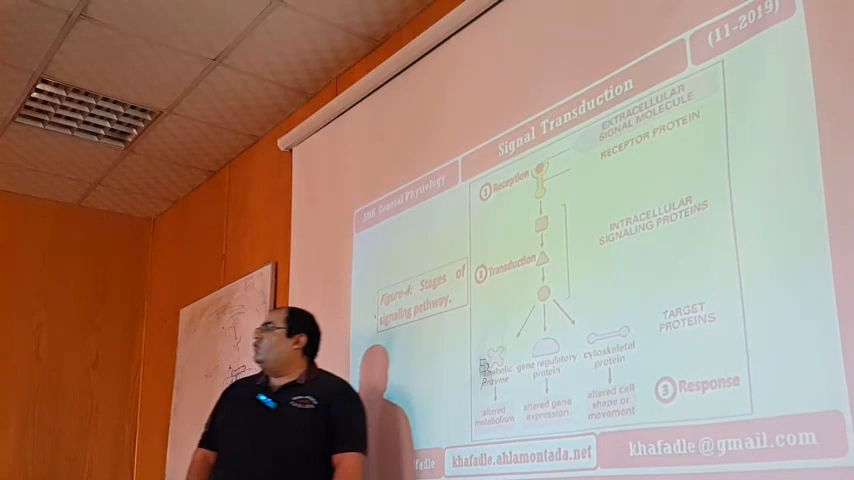 General Physiology
Signal Transduction
(11-2019)
EXTRACELLULAR
SIGNAL MOLECULE
1 Reception
RECEPTOR PROTEIN
INTRACELLULAR
SIGNALING PROTEINS
2 Transduction
Figure-4: Stages of
signaling pathway.
TARGET
PROTEINS
metabolic
enzyme
gene regulatory
protein
cytoskeletal
protein
altered
metabolism
altered gene
expression
altered cell
shape or
movement
3 Response
khafadle.ahlamontada.net
khafadle@gmail.com